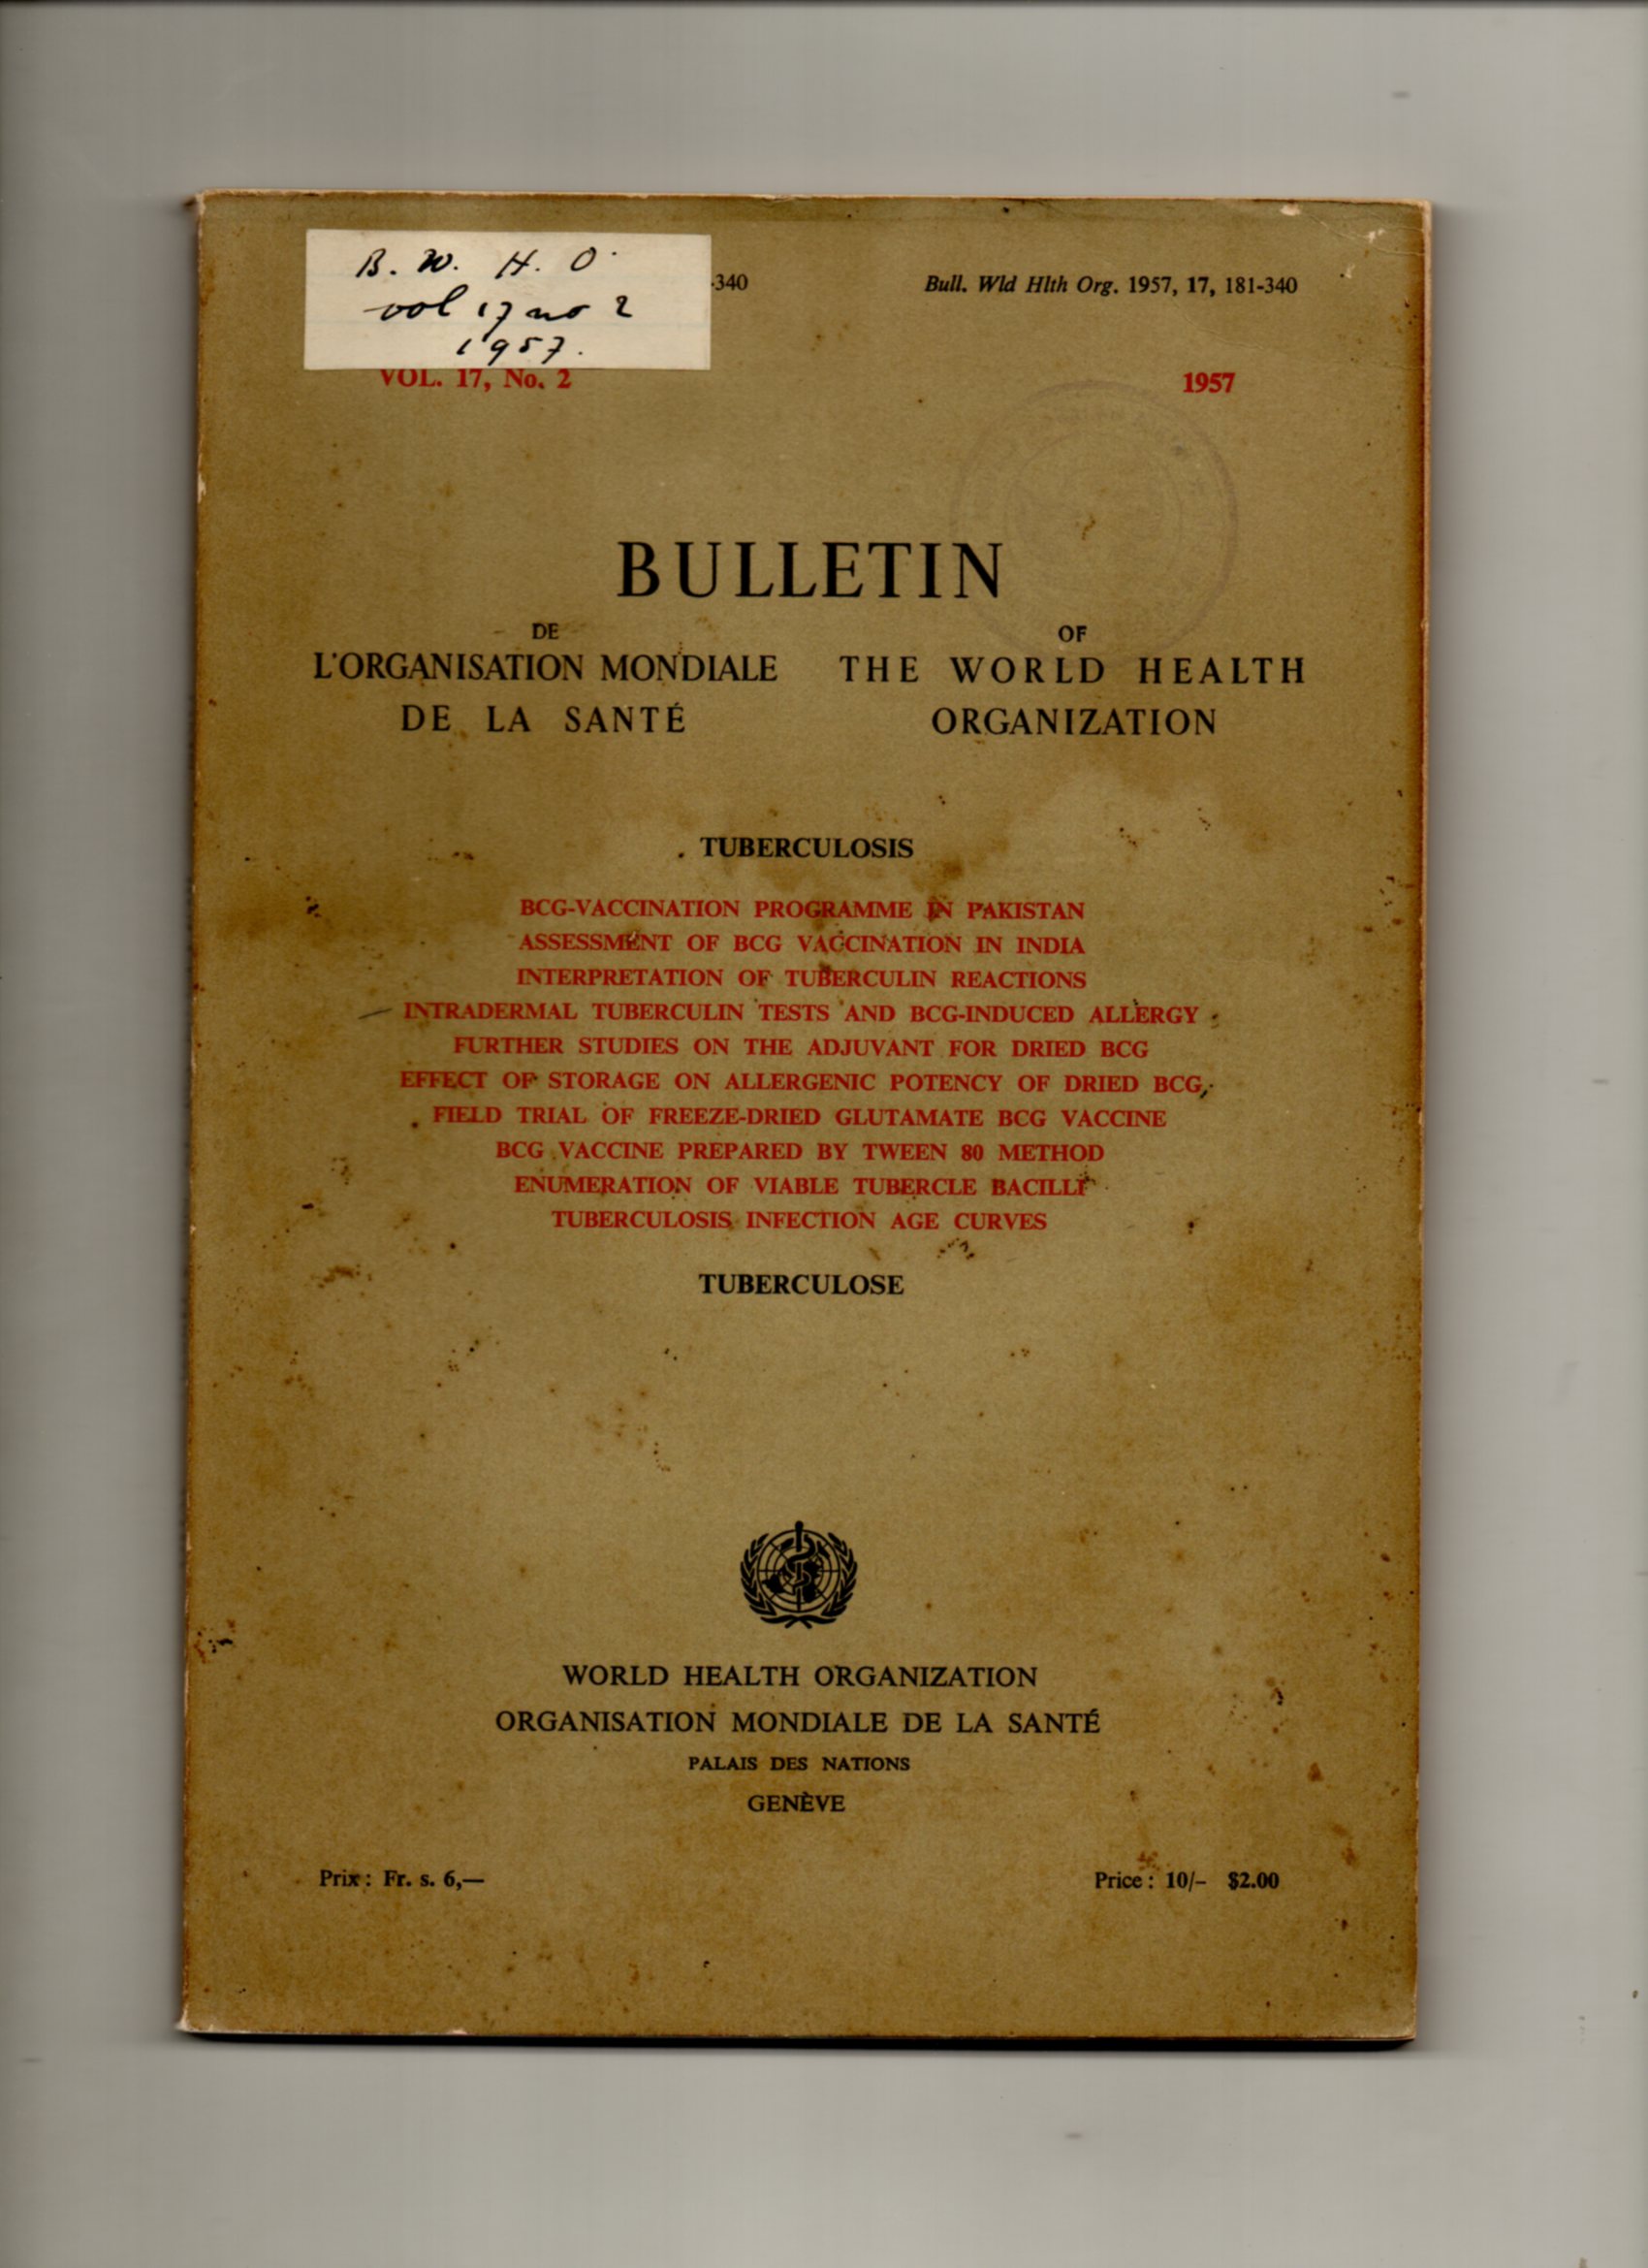 B. W. H. O.
vol 17 no 2
1957.
-340
Bull. Wld Hlth Org. 1957, 17, 181-340
VOL. 17, No. 2
1957
BULLETIN
DE
L'ORGANISATION MONDIALE
DE LA SANTÉ
OF
THE WORLD HEALTH
ORGANIZATION
TUBERCULOSIS
BCG-VACCINATION PROGRAMME IN PAKISTAN
ASSESSMENT OF BCG VACCINATION IN INDIA
INTERPRETATION OF TUBERCULIN REACTIONS
INTRADERMAL TUBERCULIN TESTS AND BCG-INDUCED ALLERGY
FURTHER STUDIES ON THE ADJUVANT FOR DRIED BCG
EFFECT OF STORAGE ON ALLERGENIC POTENCY OF DRIED BCG
FIELD TRIAL OF FREEZE-DRIED GLUTAMATE BCG VACCINE
BCG VACCINE PREPARED BY TWEEN 80 METHOD
ENUMERATION OF VIABLE TUBERCLE BACILLI
TUBERCULOSIS INFECTION AGE CURVES
TUBERCULOSE
WORLD HEALTH ORGANIZATION
ORGANISATION MONDIALE DE LA SANTÉ
PALAIS DES NATIONS
GENÈVE
Prix : Fr. s. 6,—
Price : 10/- $2.00